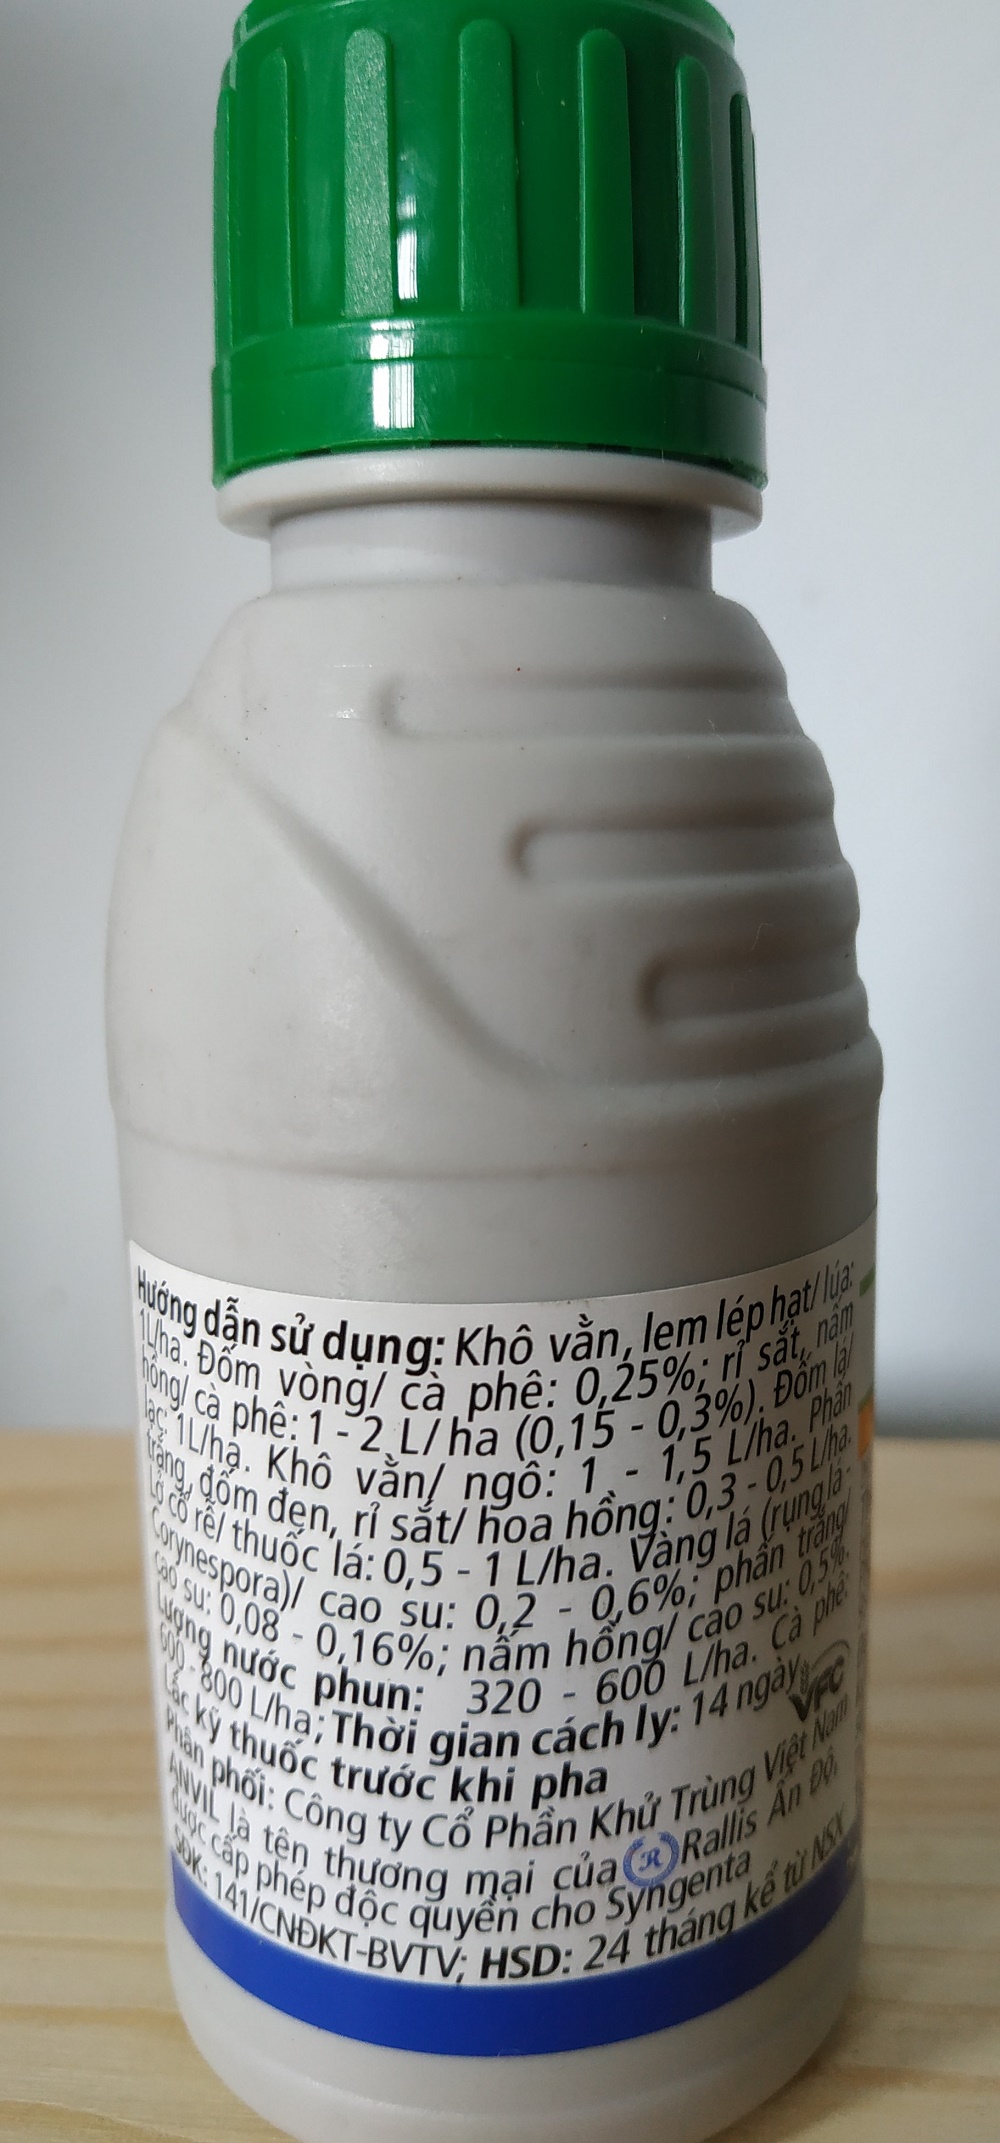 Hướng dẫn sử dụng: Khô vằn, lem lép hạt/ lúa:
1L/ha. Đốm vòng/ cà phê: 0,25%; rỉ sắt, nấm
hồng/ cà phê: 1 - 2 L/ha (0,15 - 0,3%). Đốm lá/
lạc: 1L/ha. Khô vằn/ ngô: 1 - 1,5 L/ha. Phấn
trắng, đốm đen, rỉ sắt/ hoa hồng: 0,3 - 0,5 L/ha.
Lở cổ rễ/ thuốc lá: 0,5 - 1 L/ha. Vàng lá (rụng lá -
Corynespora)/ cao su: 0,2 - 0,6%; phấn trắng/
cao su: 0,08 - 0,16%; nấm hồng/ cao su: 0,5%.
Lượng nước phun: 320 - 600 L/ha. Cà phê:
600 - 800 L/ha; Thời gian cách ly: 14 ngày
Lắc kỹ thuốc trước khi pha
VFC
Phân phối: Công ty Cổ Phần Khử Trùng Việt Nam
ANVIL là tên thương mại của R Rallis Ấn Độ,
được cấp phép độc quyền cho Syngenta
SĐK: 141/CNĐKT-BVTV; HSD: 24 tháng kể từ NSX